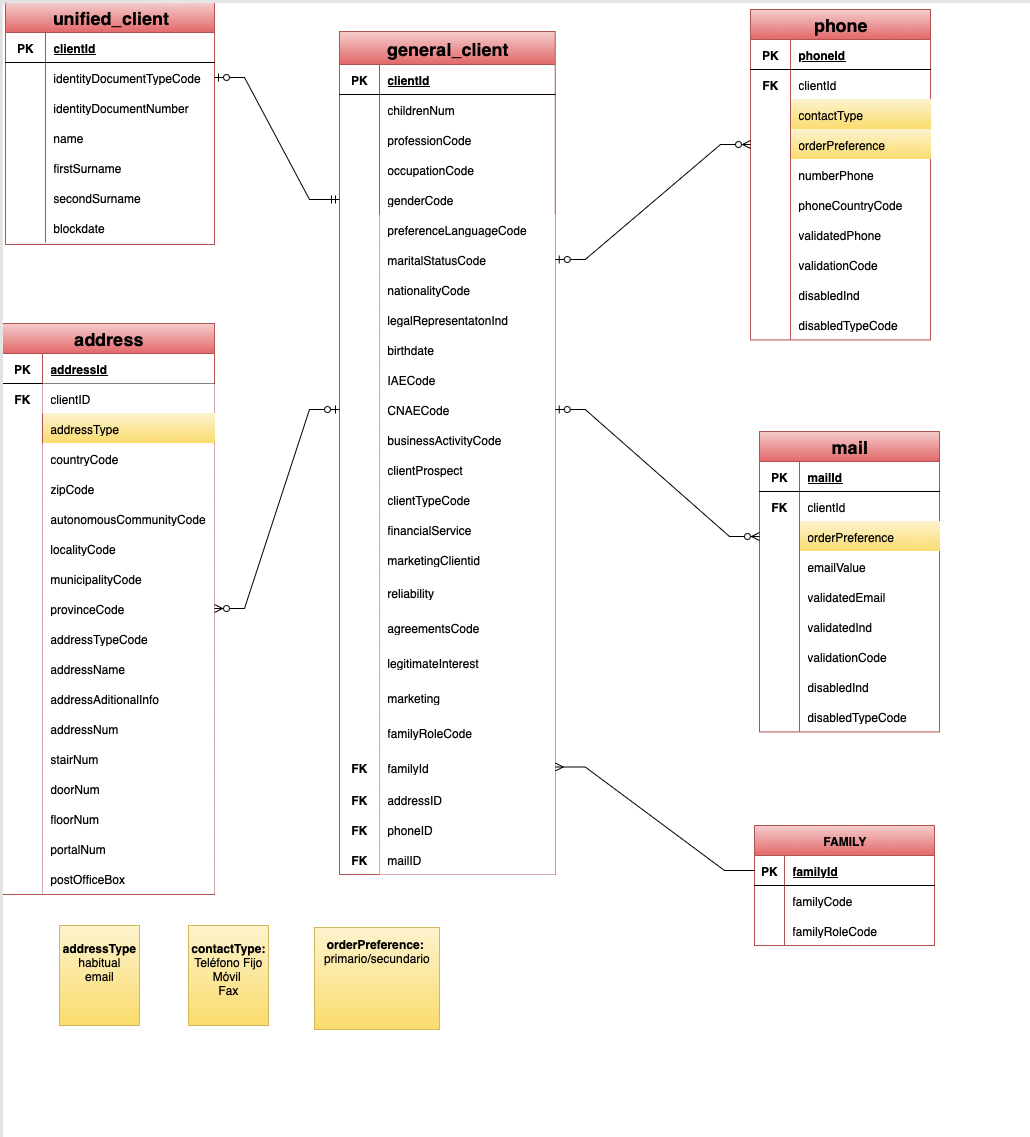 unified_client
PK clientId
identityDocumentTypeCode
identityDocumentNumber
name
firstSurname
secondSurname
blockdate
general_client
PK clientId
childrenNum
professionCode
occupationCode
genderCode
preferenceLanguageCode
maritalStatusCode
nationalityCode
legalRepresentatonInd
birthdate
IAECode
CNAECode
businessActivityCode
clientProspect
clientTypeCode
financialService
marketingClientid
reliability
agreementsCode
legitimateInterest
marketing
familyRoleCode
FK familyId
FK addressID
FK phoneID
FK mailID
phone
PK phoneId
FK clientId
contactType
orderPreference
numberPhone
phoneCountryCode
validatedPhone
validationCode
disabledInd
disabledTypeCode
address
PK addressId
FK clientID
addressType
countryCode
zipCode
autonomousCommunityCode
localityCode
municipalityCode
provinceCode
addressTypeCode
addressName
addressAditionalInfo
addressNum
stairNum
doorNum
floorNum
portalNum
postOfficeBox
mail
PK mailId
FK clientId
orderPreference
emailValue
validatedEmail
validatedInd
validationCode
disabledInd
disabledTypeCode
FAMILY
PK familyId
familyCode
familyRoleCode
addressType
habitual
email
contactType:
Teléfono Fijo
Móvil
Fax
orderPreference:
primario/secundario